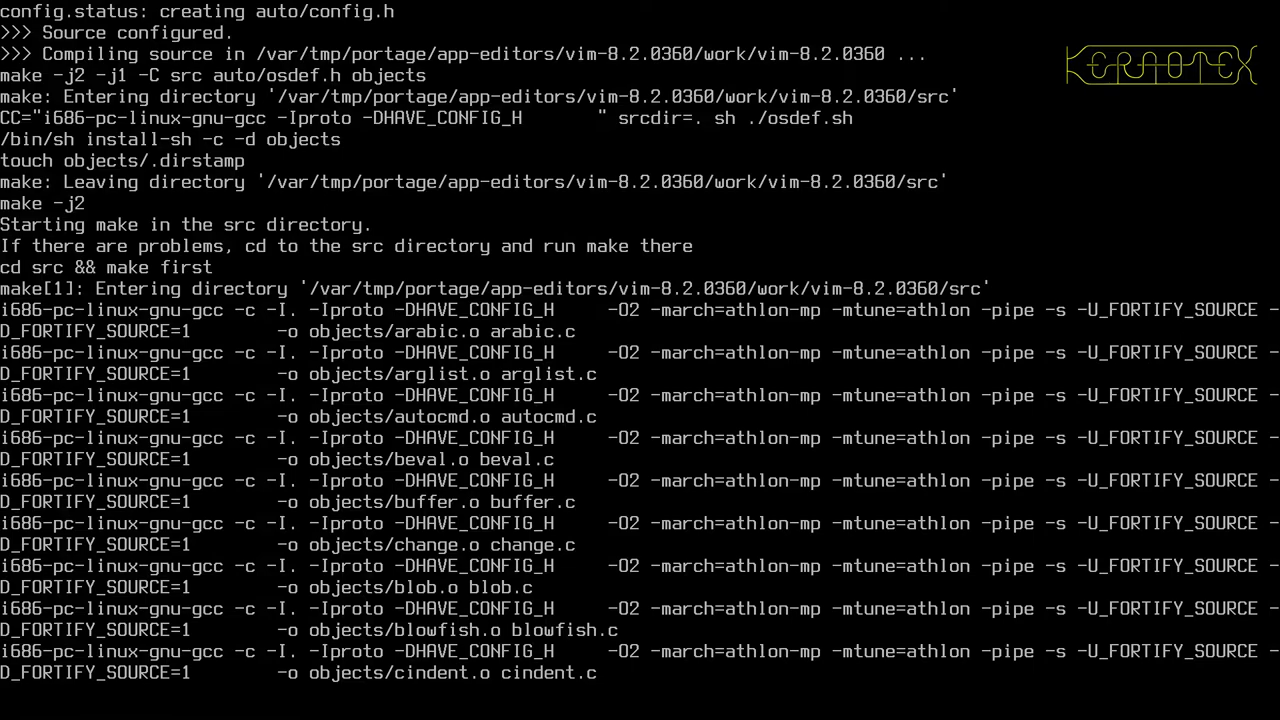 config.status: creating auto/config.h
>>> Source configured.
>>> Compiling source in /var/tmp/portage/app-editors/vim-8.2.0360/work/vim-8.2.0360 ...
KERAOTEX
make -j2 -j1 -C src auto/osdef.h objects
make: Entering directory '/var/tmp/portage/app-editors/vim-8.2.0360/work/vim-8.2.0360/src'
CC="i686-pc-linux-gnu-gcc -Iproto -DHAVE_CONFIG_H       " srcdir=. sh ./osdef.sh
/bin/sh install-sh -c -d objects
touch objects/.dirstamp
make: Leaving directory '/var/tmp/portage/app-editors/vim-8.2.0360/work/vim-8.2.0360/src'
make -j2
Starting make in the src directory.
If there are problems, cd to the src directory and run make there
cd src && make first
make[1]: Entering directory '/var/tmp/portage/app-editors/vim-8.2.0360/work/vim-8.2.0360/src'
i686-pc-linux-gnu-gcc -c -I. -Iproto -DHAVE_CONFIG_H     -O2 -march=athlon-mp -mtune=athlon -pipe -s -U_FORTIFY_SOURCE -
D_FORTIFY_SOURCE=1        -o objects/arabic.o arabic.c
i686-pc-linux-gnu-gcc -c -I. -Iproto -DHAVE_CONFIG_H     -O2 -march=athlon-mp -mtune=athlon -pipe -s -U_FORTIFY_SOURCE -
D_FORTIFY_SOURCE=1        -o objects/arglist.o arglist.c
i686-pc-linux-gnu-gcc -c -I. -Iproto -DHAVE_CONFIG_H     -O2 -march=athlon-mp -mtune=athlon -pipe -s -U_FORTIFY_SOURCE -
D_FORTIFY_SOURCE=1        -o objects/autocmd.o autocmd.c
i686-pc-linux-gnu-gcc -c -I. -Iproto -DHAVE_CONFIG_H     -O2 -march=athlon-mp -mtune=athlon -pipe -s -U_FORTIFY_SOURCE -
D_FORTIFY_SOURCE=1        -o objects/beval.o beval.c
i686-pc-linux-gnu-gcc -c -I. -Iproto -DHAVE_CONFIG_H     -O2 -march=athlon-mp -mtune=athlon -pipe -s -U_FORTIFY_SOURCE -
D_FORTIFY_SOURCE=1        -o objects/buffer.o buffer.c
i686-pc-linux-gnu-gcc -c -I. -Iproto -DHAVE_CONFIG_H     -O2 -march=athlon-mp -mtune=athlon -pipe -s -U_FORTIFY_SOURCE -
D_FORTIFY_SOURCE=1        -o objects/change.o change.c
i686-pc-linux-gnu-gcc -c -I. -Iproto -DHAVE_CONFIG_H     -O2 -march=athlon-mp -mtune=athlon -pipe -s -U_FORTIFY_SOURCE -
D_FORTIFY_SOURCE=1        -o objects/blob.o blob.c
i686-pc-linux-gnu-gcc -c -I. -Iproto -DHAVE_CONFIG_H     -O2 -march=athlon-mp -mtune=athlon -pipe -s -U_FORTIFY_SOURCE -
D_FORTIFY_SOURCE=1        -o objects/blowfish.o blowfish.c
i686-pc-linux-gnu-gcc -c -I. -Iproto -DHAVE_CONFIG_H     -O2 -march=athlon-mp -mtune=athlon -pipe -s -U_FORTIFY_SOURCE -
D_FORTIFY_SOURCE=1        -o objects/cindent.o cindent.c